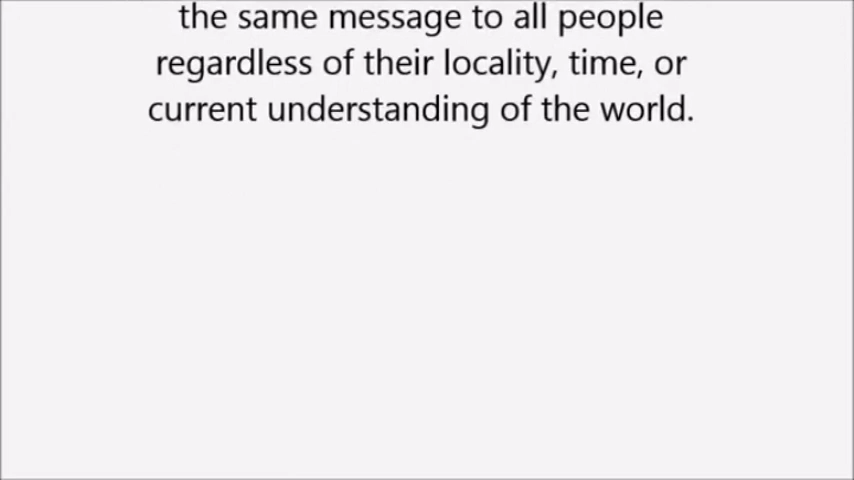 the same message to all people
regardless of their locality, time, or
current understanding of the world.